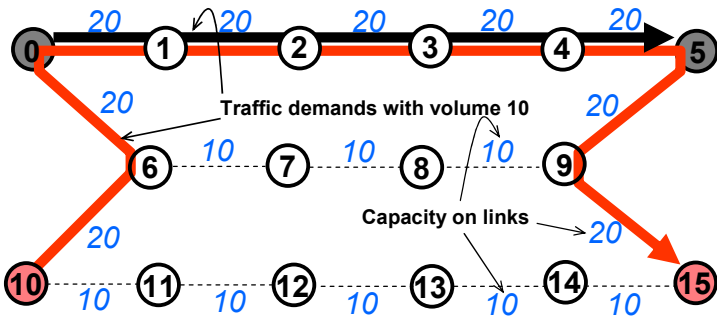 20 20 20 20 20
0 1 2 3 4 5
20 Traffic demands with volume 10 20
6 10 7 10 8 10 9
Capacity on links
20 20
10 11 12 13 14 15
10 10 10 10 10